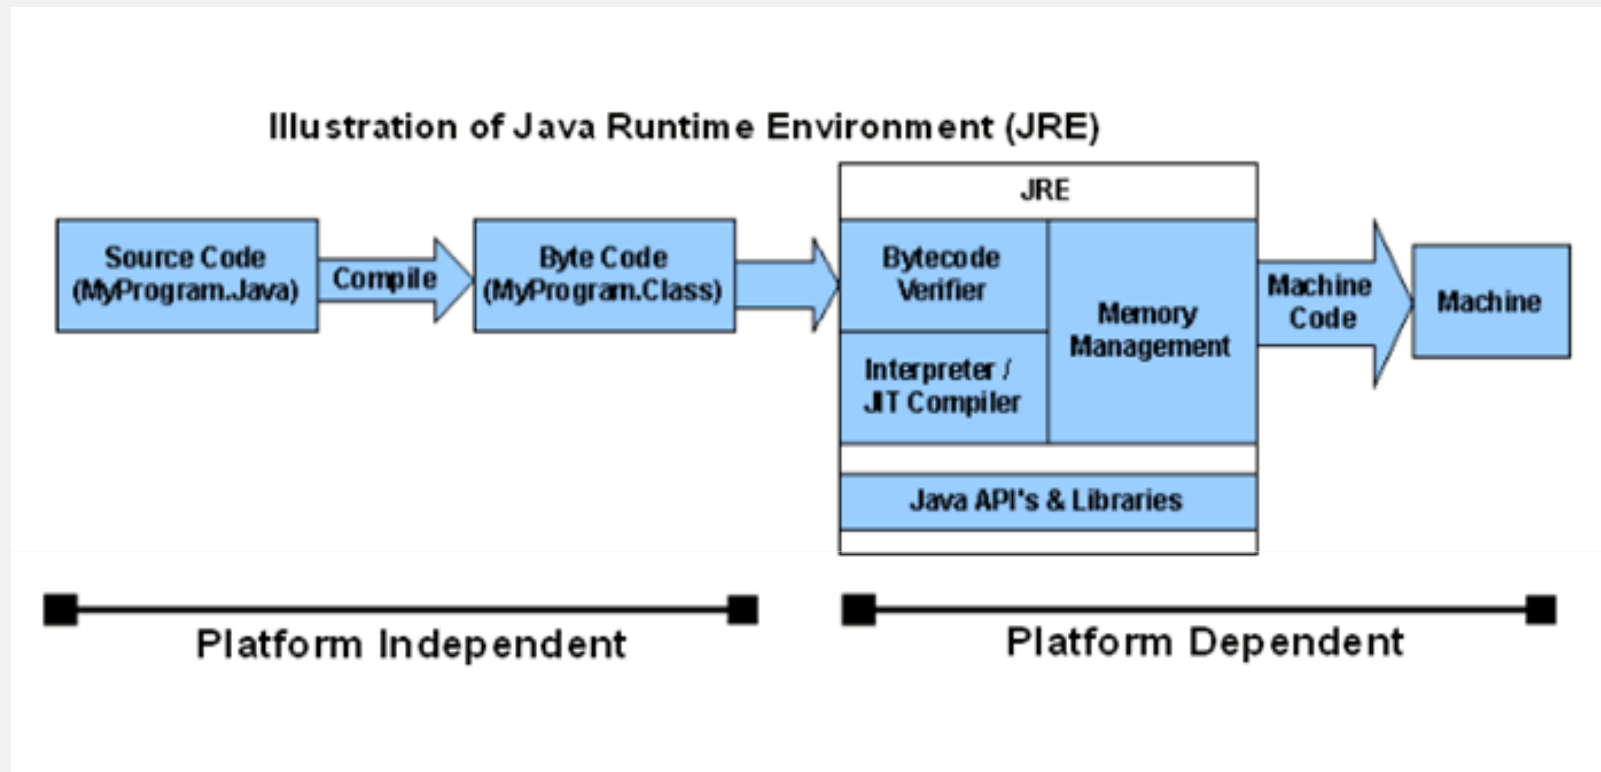 Illustration of Java Runtime Environment (JRE)
JRE
Source Code
(MyProgram.Java)
Compile
Byte Code
(MyProgram.Class)
Bytecode
Verifier
Interpreter /
JIT Compiler
Memory
Management
Java API's & Libraries
Machine
Code
Machine
Platform Independent
Platform Dependent